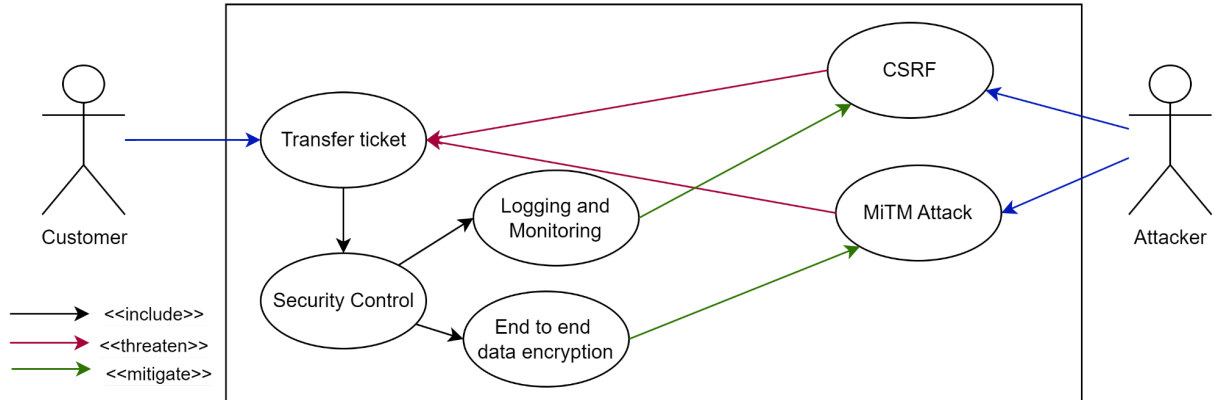 CSRF
Transfer ticket
Logging and
Monitoring
MiTM Attack
Customer
Attacker
Security Control
End to end
data encryption
<<include>>
<<threaten>>
<<mitigate>>